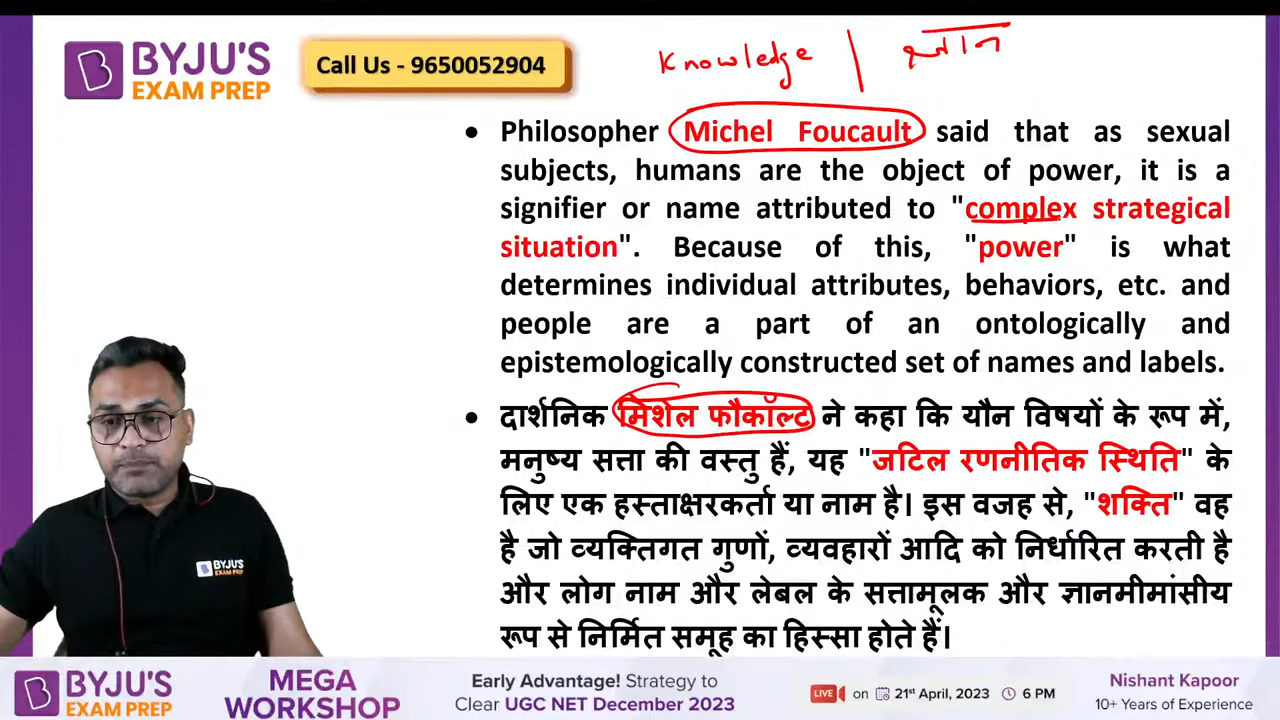 BYJU'S
EXAM PREP
Call Us - 9650052904
Knowledge |
• Philosopher Michel Foucault said that as sexual
subjects, humans are the object of power, it is a
signifier or name attributed to "complex strategical
situation". Because of this, "power" is what
determines individual attributes, behaviors, etc. and
people are a part of an ontologically and
epistemologically constructed set of names and labels.
• दार्शनिक मिशेल फौकॉल्ट ने कहा कि यौन विषयों के रूप में,
मनुष्य सत्ता की वस्तु हैं, यह "जटिल रणनीतिक स्थिति" के
लिए एक हस्ताक्षरकर्ता या नाम है। इस वजह से, "शक्ति" वह
है जो व्यक्तिगत गुणों, व्यवहारों आदि को निर्धारित करती है
और लोग नाम और लेबल के सत्तामूलक और ज्ञानमीमांसीय
रूप से निर्मित समूह का हिस्सा होते हैं।
BYJU'S
EXAM PREP
BYJU'S
EXAM PREP
MEGA
WORKSHOP
Early Advantage! Strategy to
Clear UGC NET December 2023
LIVE on 21st April, 2023 6 PM
Nishant Kapoor
10+ Years of Experience